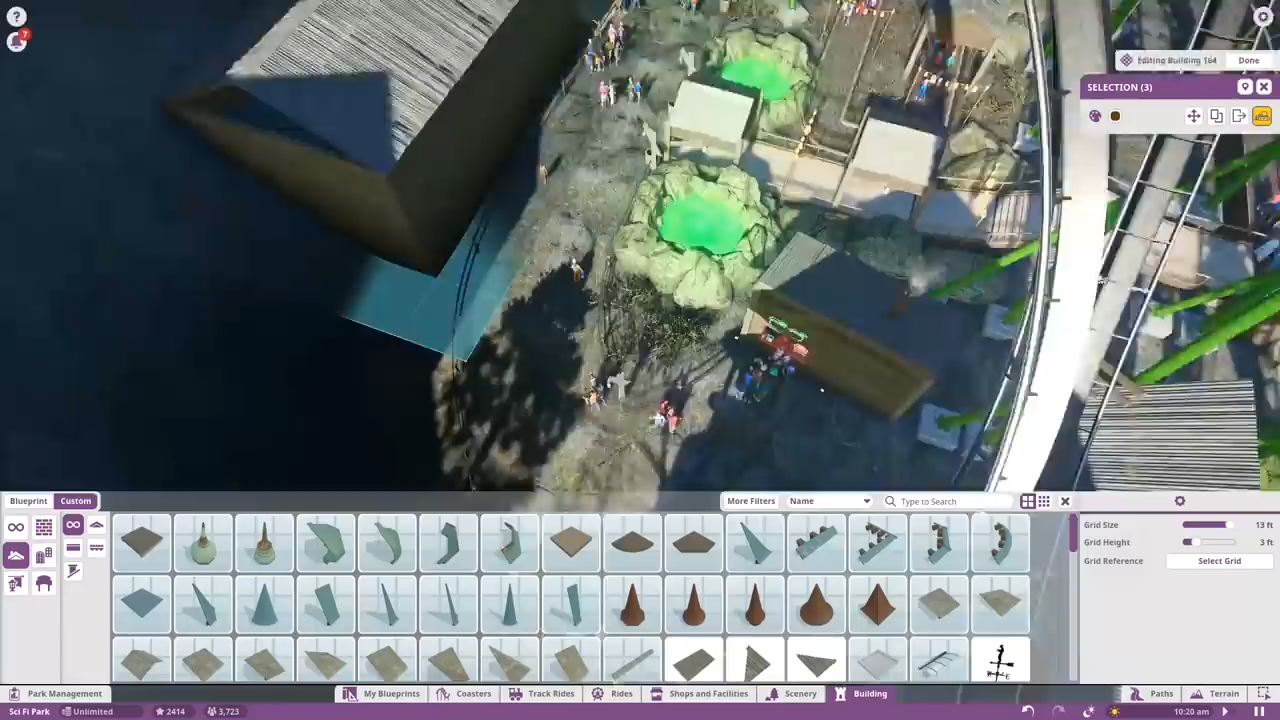 ?
7
Editing Building 164 Done
SELECTION (3)
Blueprint Custom More Filters Name Type to Search
Grid Size 13 ft
Grid Height 3 ft
Grid Reference Select Grid
Park Management My Blueprints Coasters Track Rides Rides Shops and Facilities Scenery Building Paths Terrain
Sci Fi Park Unlimited 2414 3,723 10:20 am